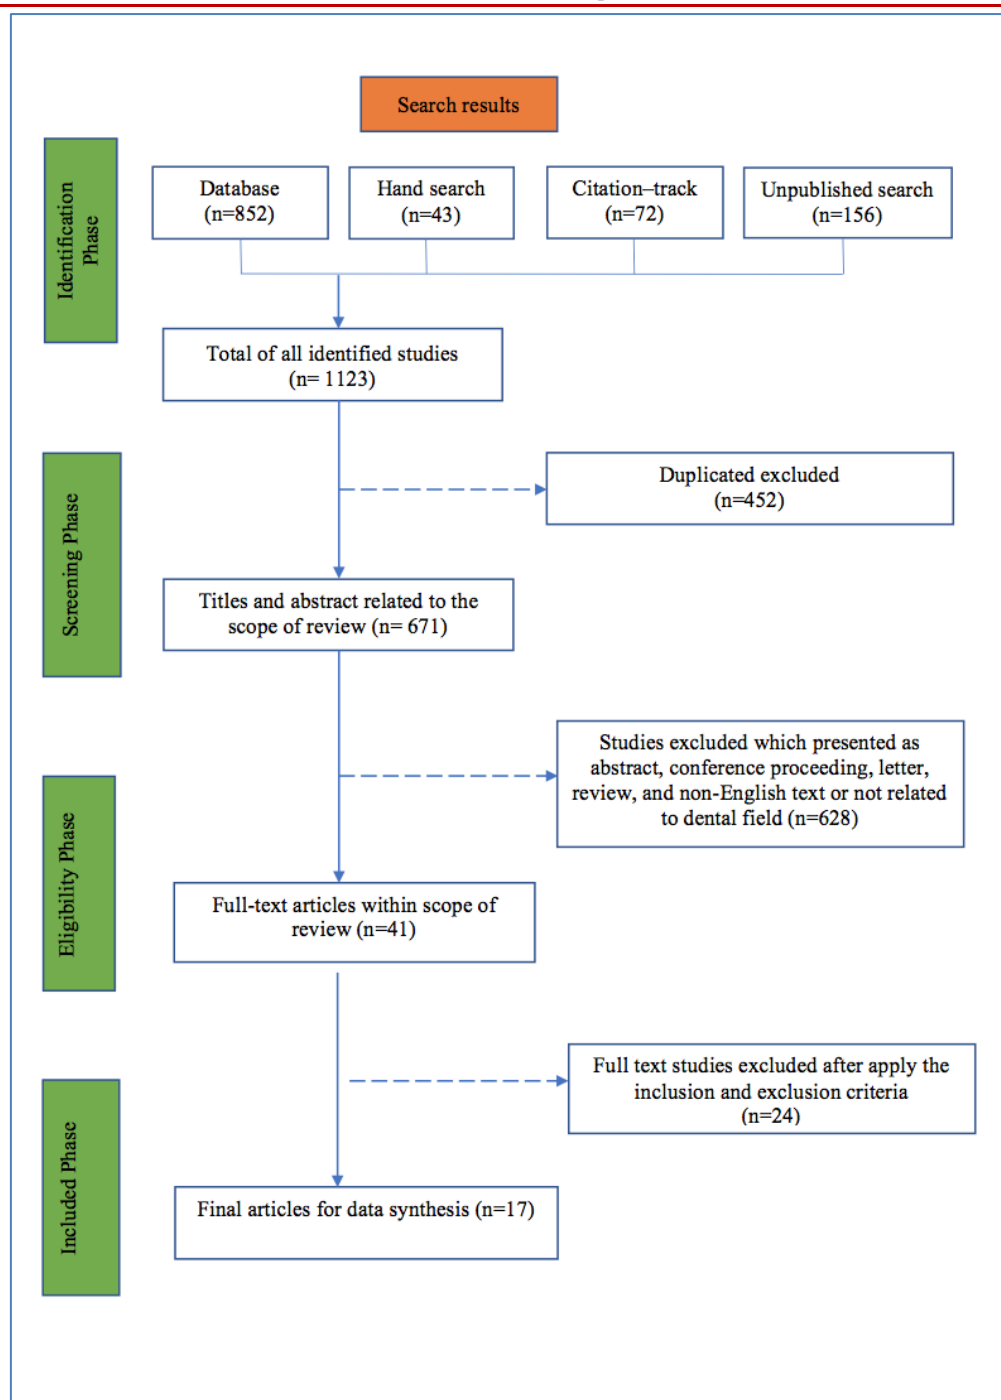 Search results
Identification
Phase
Database
(n=852)
Hand search
(n=43)
Citation–track
(n=72)
Unpublished search
(n=156)
Total of all identified studies
(n= 1123)
Screening Phase
Duplicated excluded
(n=452)
Titles and abstract related to the
scope of review (n= 671)
Studies excluded which presented as
abstract, conference proceeding, letter,
review, and non-English text or not related
to dental field (n=628)
Eligibility Phase
Full-text articles within scope of
review (n=41)
Full text studies excluded after apply the
inclusion and exclusion criteria
(n=24)
Included Phase
Final articles for data synthesis (n=17)